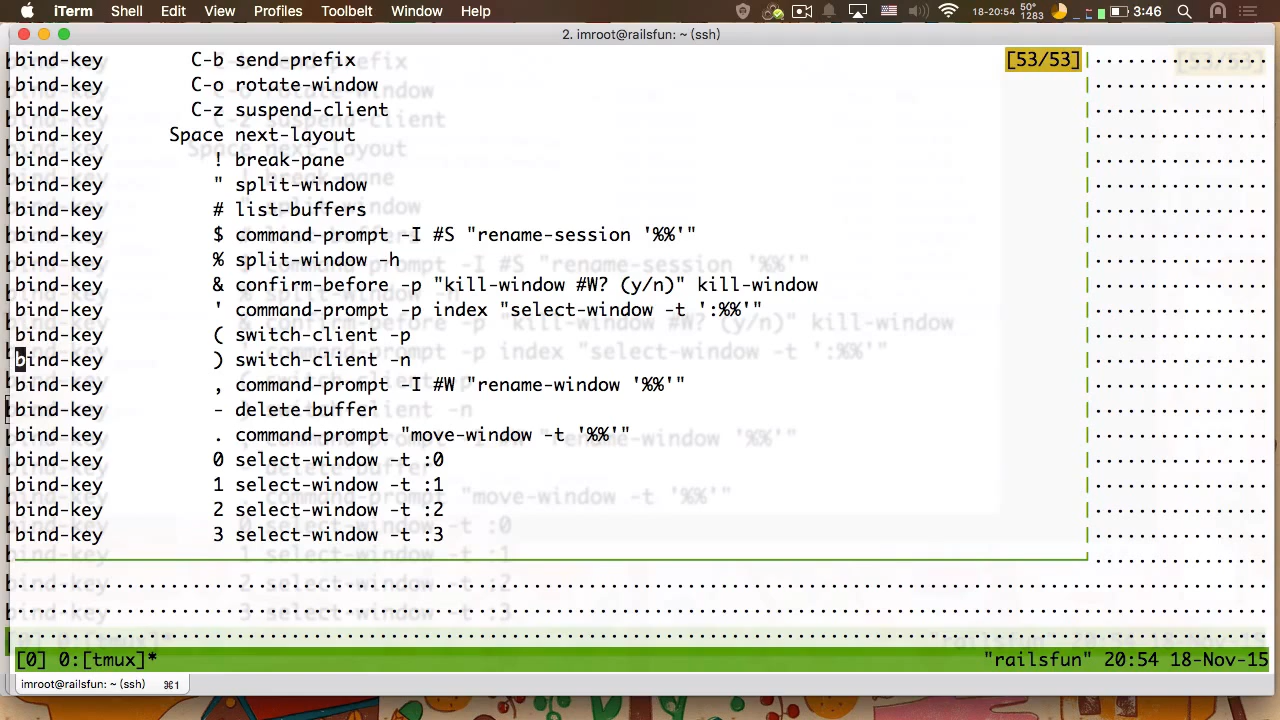 iTerm Shell Edit View Profiles Toolbelt Window Help 18-20:54 50° 1283 3:46
2. imroot@railsfun: ~ (ssh)
bind-key C-b send-prefix [53/53]
bind-key C-o rotate-window
bind-key C-z suspend-client
bind-key Space next-layout
bind-key ! break-pane
bind-key " split-window
bind-key # list-buffers
bind-key $ command-prompt -I #S "rename-session '%%'"
bind-key % split-window -h
bind-key & confirm-before -p "kill-window #W? (y/n)" kill-window
bind-key ' command-prompt -p index "select-window -t ':%%'"
bind-key ( switch-client -p
bind-key ) switch-client -n
bind-key , command-prompt -I #W "rename-window '%%'"
bind-key - delete-buffer
bind-key . command-prompt "move-window -t '%%'"
bind-key 0 select-window -t :0
bind-key 1 select-window -t :1
bind-key 2 select-window -t :2
bind-key 3 select-window -t :3
[0] 0:[tmux]* "railsfun" 20:54 18-Nov-15
imroot@railsfun: ~ (ssh) ⌘1